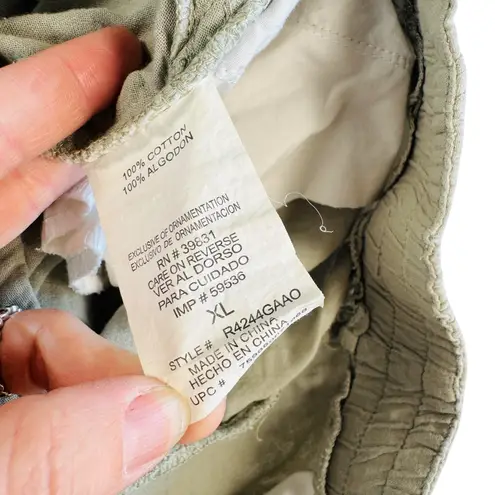 100% COTTON
100% ALGODON
EXCLUSIVE OF ORNAMENTATION
EXCLUSIVO DE ORNAMENTACION
RN # 39631
CARE ON REVERSE
VER AL DORSO
PARA CUIDADO
IMP # 59536
XL
STYLE # R4244GAAO
MADE IN CHINA
HECHO EN CHINA
UPC #